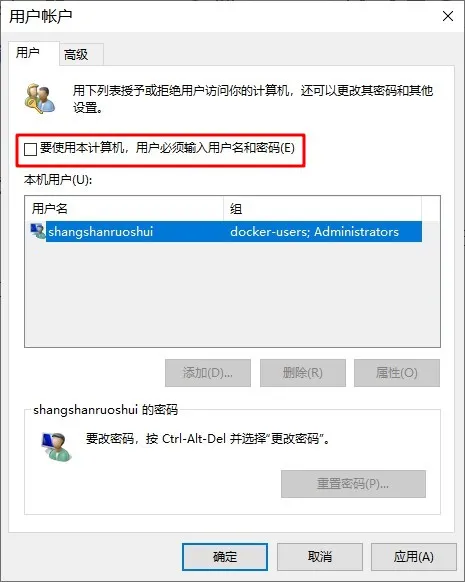 用户帐户
用户
高级
用下列表授予或拒绝用户访问你的计算机，还可以更改其密码和其他
设置。
要使用本计算机，用户必须输入用户名和密码(E)
本机用户(U):
用户名 组
shangshanruoshui docker-users; Administrators
添加(D)... 删除(R) 属性(O)
shangshanruoshui 的密码
要改密码，按 Ctrl-Alt-Del 并选择“更改密码”。
重置密码(P)...
确定 取消 应用(A)